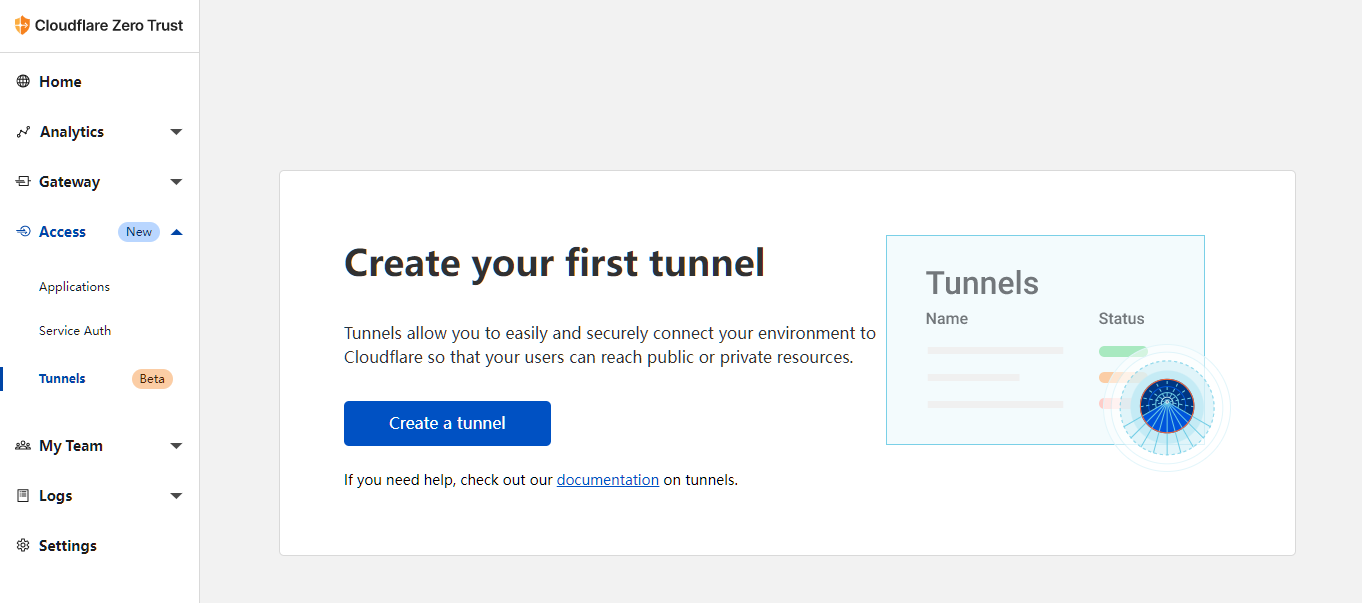 Cloudflare Zero Trust
Home
Analytics
Gateway
Access New
Applications
Service Auth
Tunnels Beta
My Team
Logs
Settings
Create your first tunnel
Tunnels allow you to easily and securely connect your environment to
Cloudflare so that your users can reach public or private resources.
Create a tunnel
If you need help, check out our documentation on tunnels.
Tunnels
Name Status